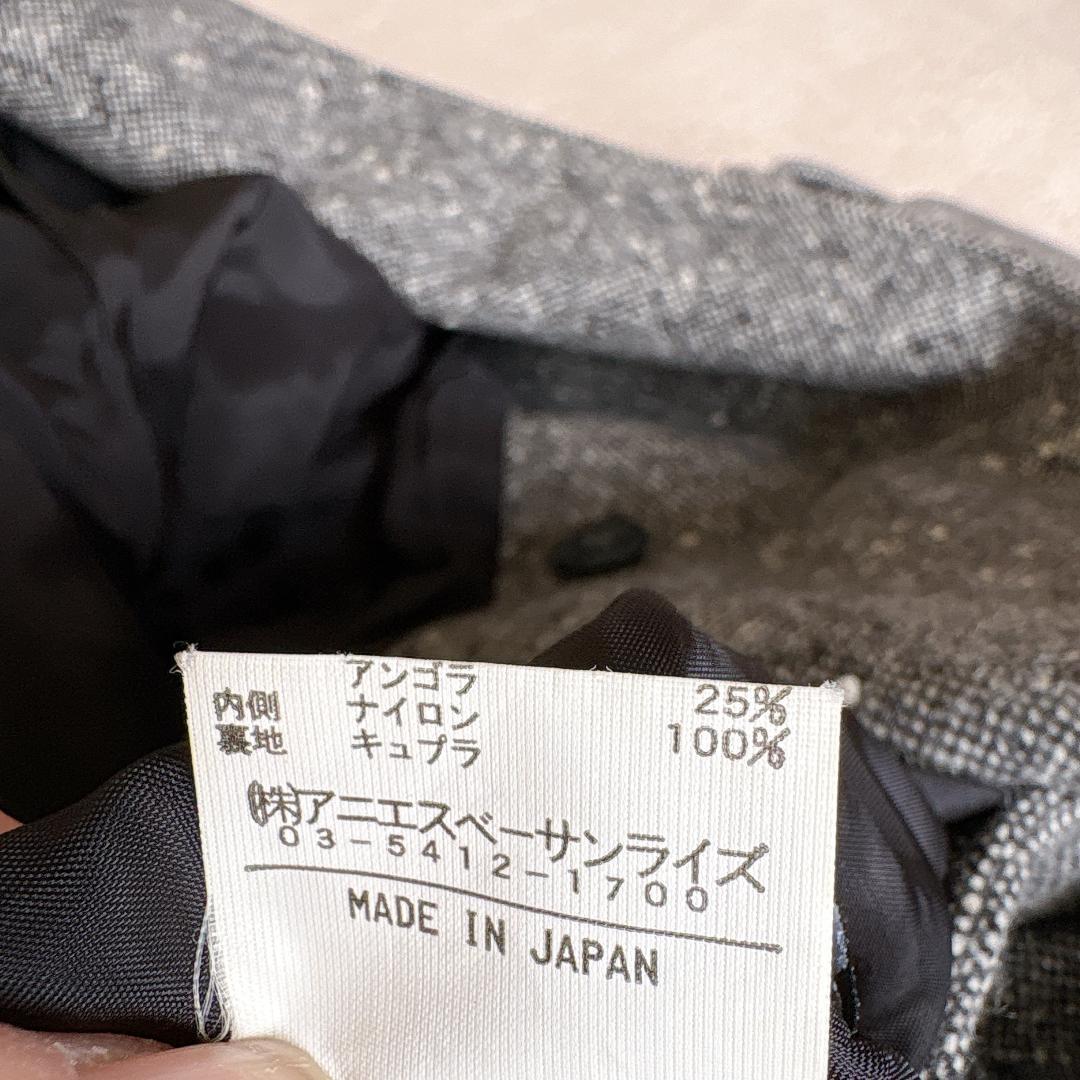 アンゴラ
内側 ナイロン 25%
裏地 キュプラ 100%
(株)アニエスベーサンライズ
03-5412-1700
MADE IN JAPAN